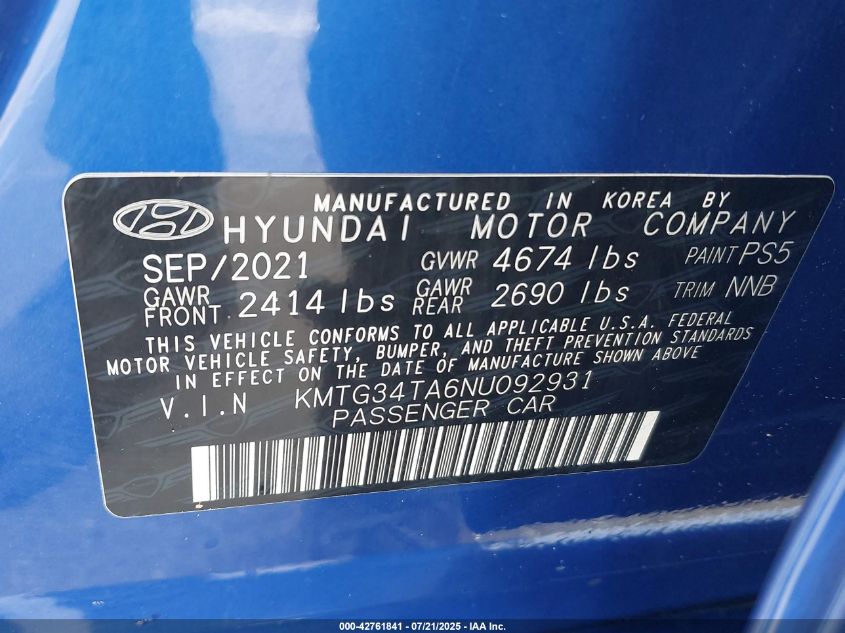 MANUFACTURED IN KOREA BY
HYUNDAI MOTOR COMPANY
SEP/2021 GVWR 4674 lbs PAINT PS5
GAWR FRONT 2414 lbs GAWR REAR 2690 lbs TRIM NNB
THIS VEHICLE CONFORMS TO ALL APPLICABLE U.S.A. FEDERAL
MOTOR VEHICLE SAFETY, BUMPER, AND THEFT PREVENTION STANDARDS
IN EFFECT ON THE DATE OF MANUFACTURE SHOWN ABOVE
V.I.N KMTG34TA6NU092931
PASSENGER CAR
000-42761841 - 07/21/2025 - IAA Inc.